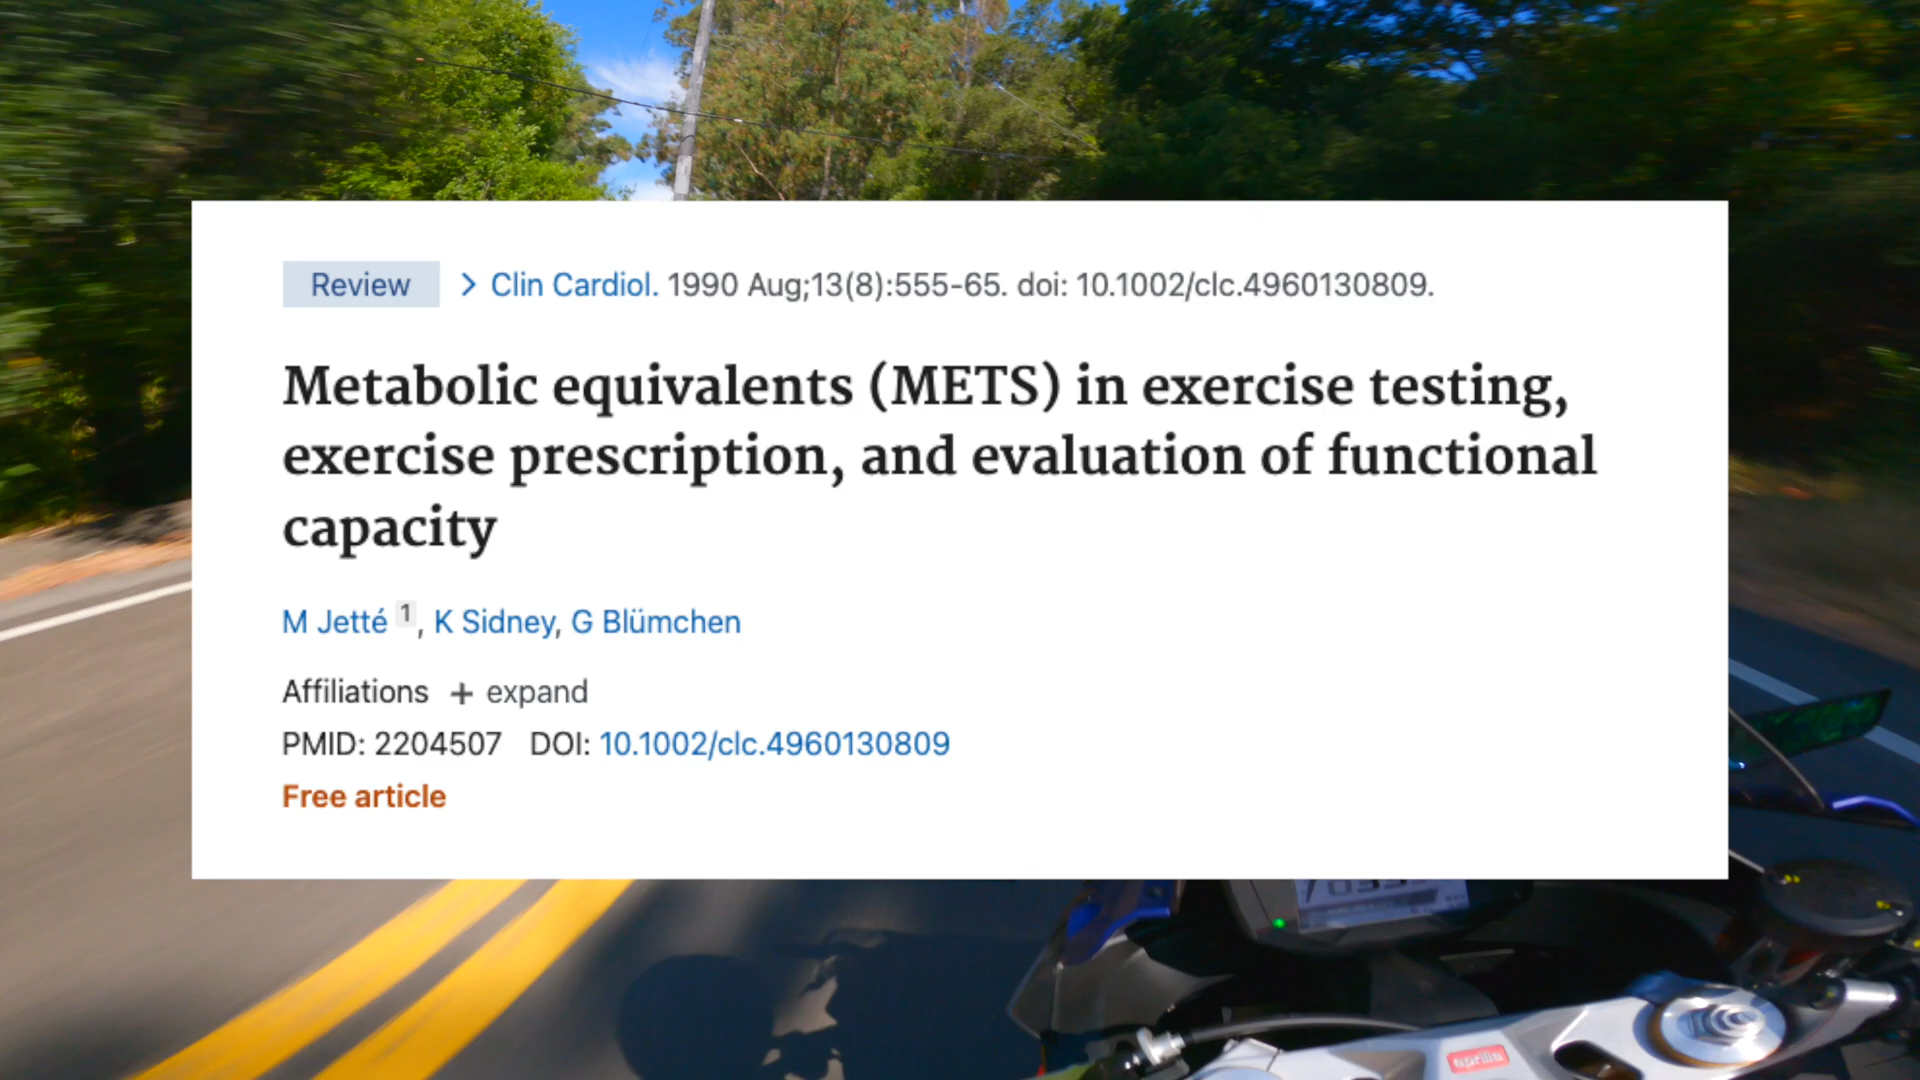 Review > Clin Cardiol. 1990 Aug;13(8):555-65. doi: 10.1002/clc.4960130809.
Metabolic equivalents (METS) in exercise testing,
exercise prescription, and evaluation of functional
capacity
M Jetté 1, K Sidney, G Blümchen
Affiliations + expand
PMID: 2204507 DOI: 10.1002/clc.4960130809
Free article
aprilia